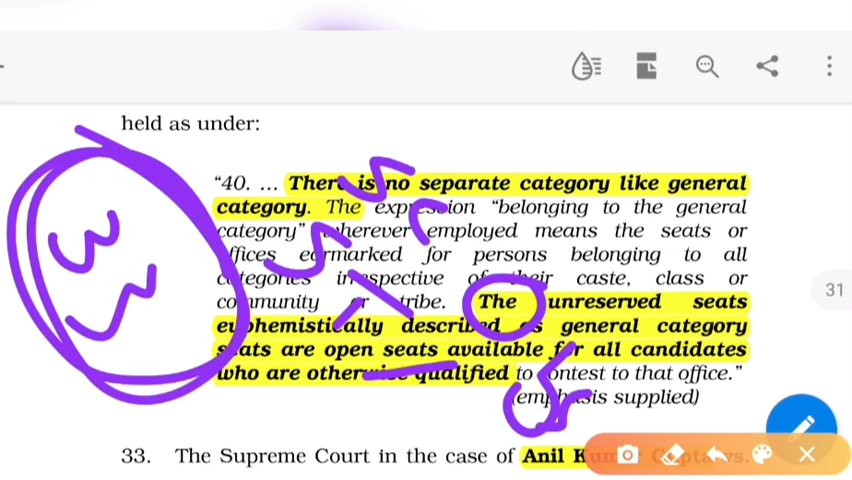 held as under:
“40. ... There is no separate category like general
category. The expression “belonging to the general
category” wherever employed means the seats or
offices earmarked for persons belonging to all
categories irrespective of their caste, class or
community or tribe. The unreserved seats
euphemistically described as general category
seats are open seats available for all candidates
who are otherwise qualified to contest to that office.”
(emphasis supplied)
31
33. The Supreme Court in the case of Anil Kumar Gupta vs.